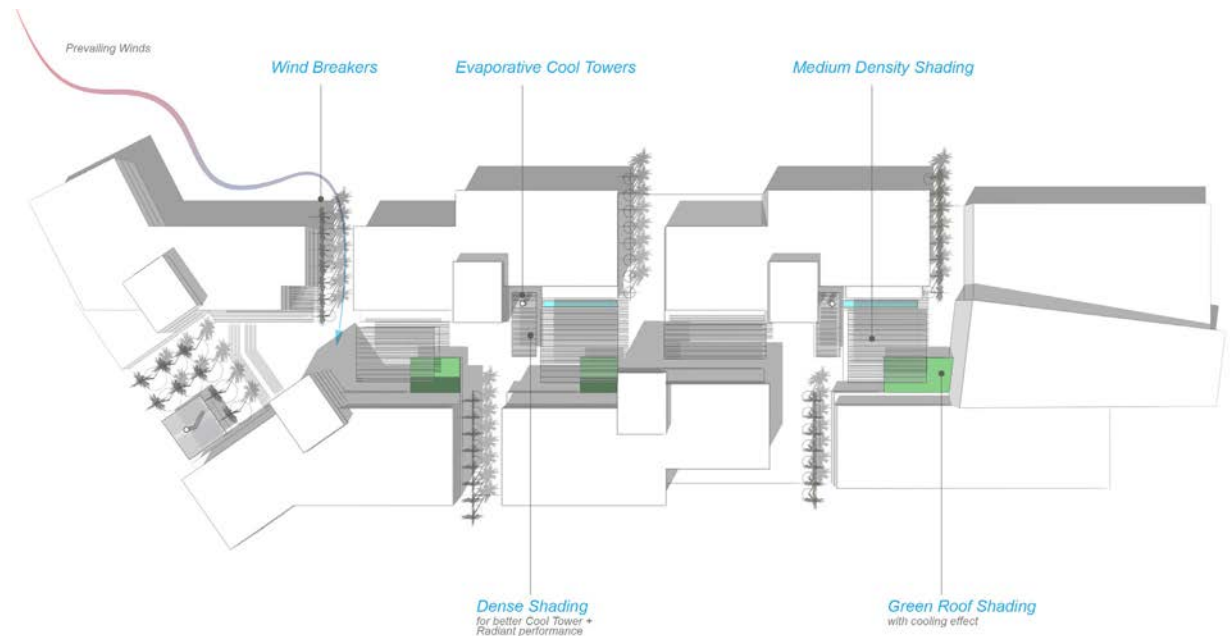 Prevailing Winds
Wind Breakers
Evaporative Cool Towers
Medium Density Shading
Dense Shading
for better Cool Tower +
Radiant performance
Green Roof Shading
with cooling effect